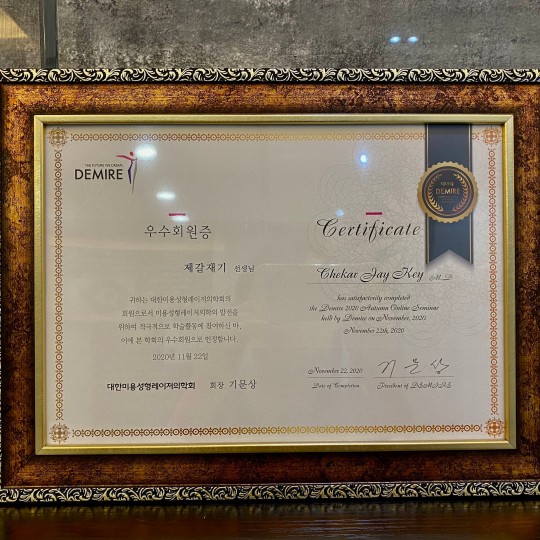 THE FUTURE WE DREAM
DEMIRE
우수회원증
제갈재기 선생님
귀하는 대한미용성형레이저의학회의
회원으로서 미용성형레이저의학의 발전을
위하여 적극적으로 학술활동에 참여하신 바,
이에 본 학회의 우수회원으로 인정합니다.
2020년 11월 22일
대한미용성형레이저의학회 회장 기문상
DEMIRE
Certificate
Chekar Jay Key M.D.
has satisfactorily completed
the Demire 2020 Autumn Online Seminar
held by Demire on November, 2020
November 22th, 2020
November 22, 2020 기문상
Date of Completion President of DEMIRE